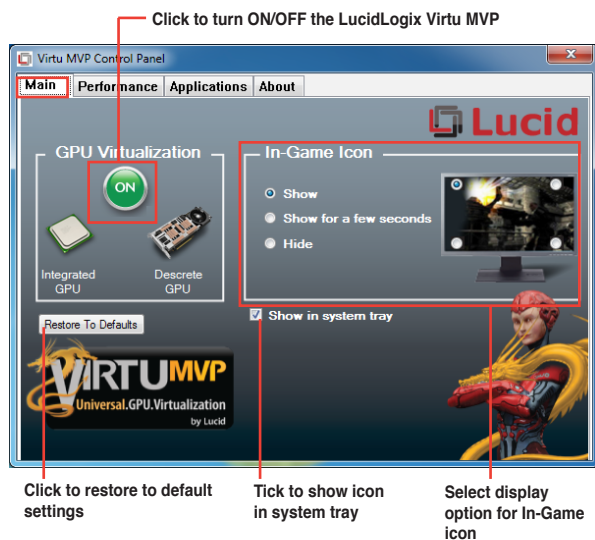 Click to turn ON/OFF the LucidLogix Virtu MVP
Virtu MVP Control Panel
Main Performance Applications About
Lucid
GPU Virtualization
ON
Integrated GPU
Descrete GPU
In-Game Icon
Show
Show for a few seconds
Hide
Restore To Defaults
Show in system tray
VIRTU MVP
Universal.GPU.Virtualization
by Lucid
Click to restore to default
settings
Tick to show icon
in system tray
Select display
option for In-Game
icon